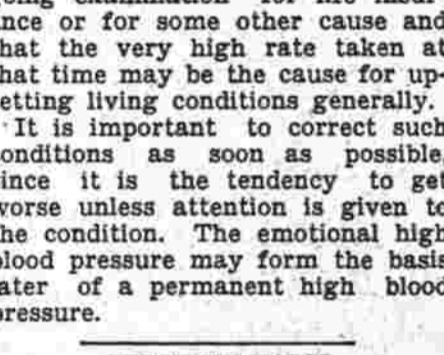 ance or for some other cause and
hat the very high rate taken at
hat time may be the cause for up-
etting living conditions generally.
It is important to correct such
onditions as soon as possible,
ince it is the tendency to get
worse unless attention is given to
he condition. The emotional high
blood pressure may form the basis
ater of a permanent high blood
pressure.